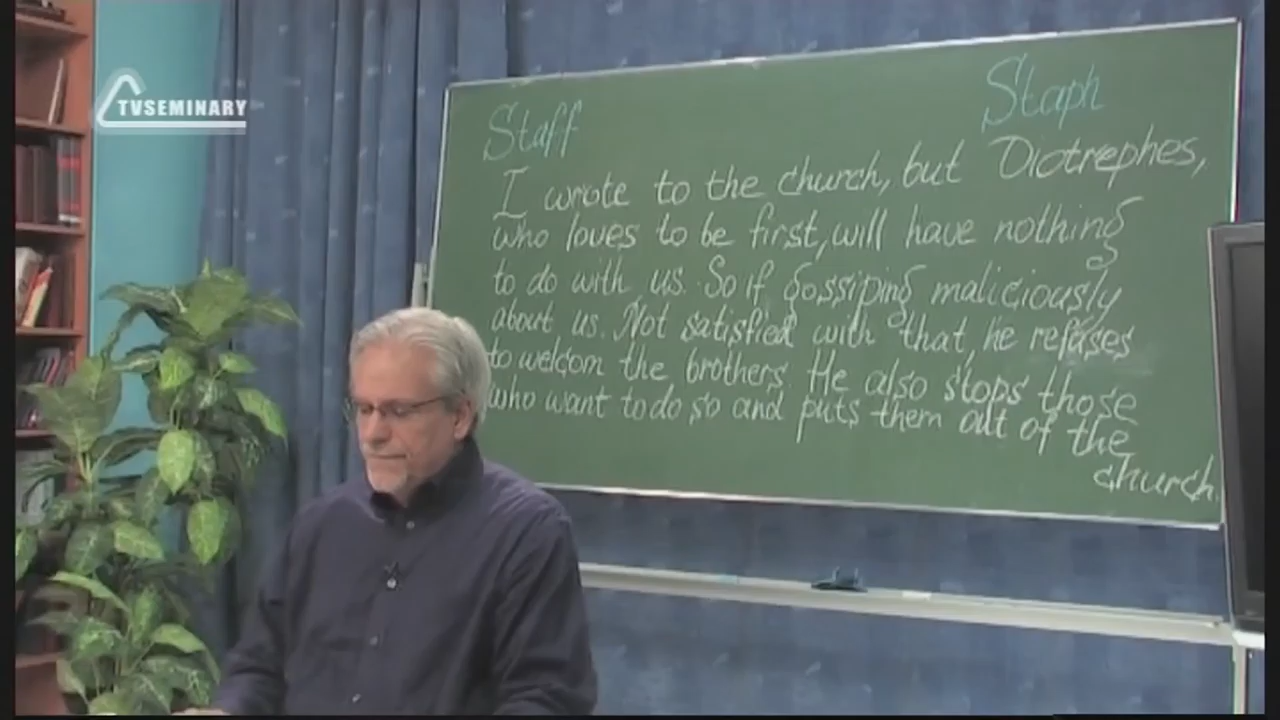 TVSEMINARY
Staff Staph
I wrote to the church, but Diotrephes,
who loves to be first, will have nothing
to do with us. So if gossiping maliciously
about us. Not satisfied with that, he refuses
to welcom the brothers. He also stops those
who want to do so and puts them out of the
church.